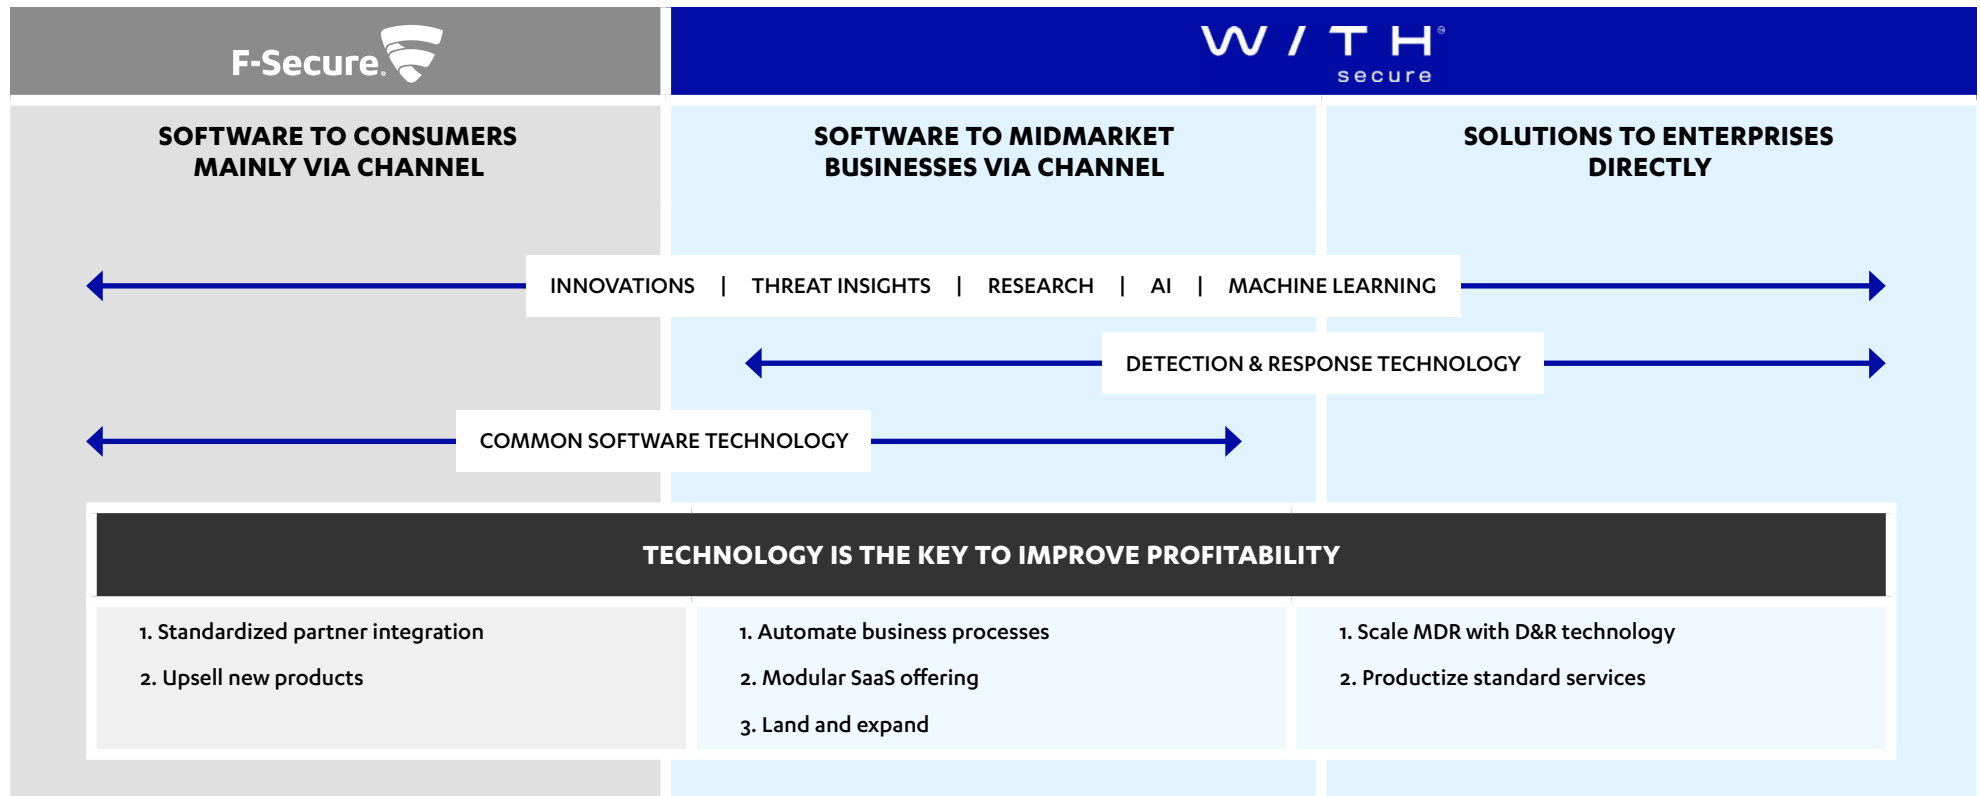 F-Secure.
W / T H
secure
SOFTWARE TO CONSUMERS
MAINLY VIA CHANNEL
SOFTWARE TO MIDMARKET
BUSINESSES VIA CHANNEL
SOLUTIONS TO ENTERPRISES
DIRECTLY
INNOVATIONS | THREAT INSIGHTS | RESEARCH | AI | MACHINE LEARNING
DETECTION & RESPONSE TECHNOLOGY
COMMON SOFTWARE TECHNOLOGY
TECHNOLOGY IS THE KEY TO IMPROVE PROFITABILITY
1. Standardized partner integration
2. Upsell new products
1. Automate business processes
2. Modular SaaS offering
3. Land and expand
1. Scale MDR with D&R technology
2. Productize standard services